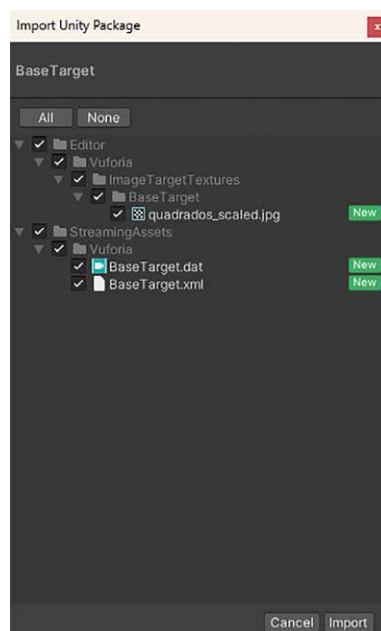 Import Unity Package
x
BaseTarget
All None
Editor
Vuforia
ImageTargetTextures
BaseTarget
quadrados_scaled.jpg New
StreamingAssets
Vuforia
BaseTarget.dat New
BaseTarget.xml New
Cancel Import